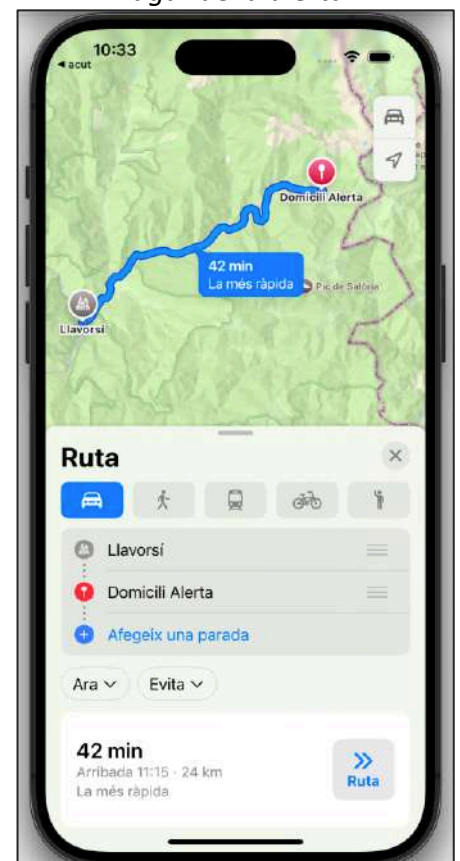 10:33
◀ acut
Domicili Alerta
42 min
La més ràpida
Pic de Salòria
Llavorsí
Ruta
Llavorsí
Domicili Alerta
Afegeix una parada
Ara
Evita
42 min
Arribada 11:15 · 24 km
La més ràpida
Ruta